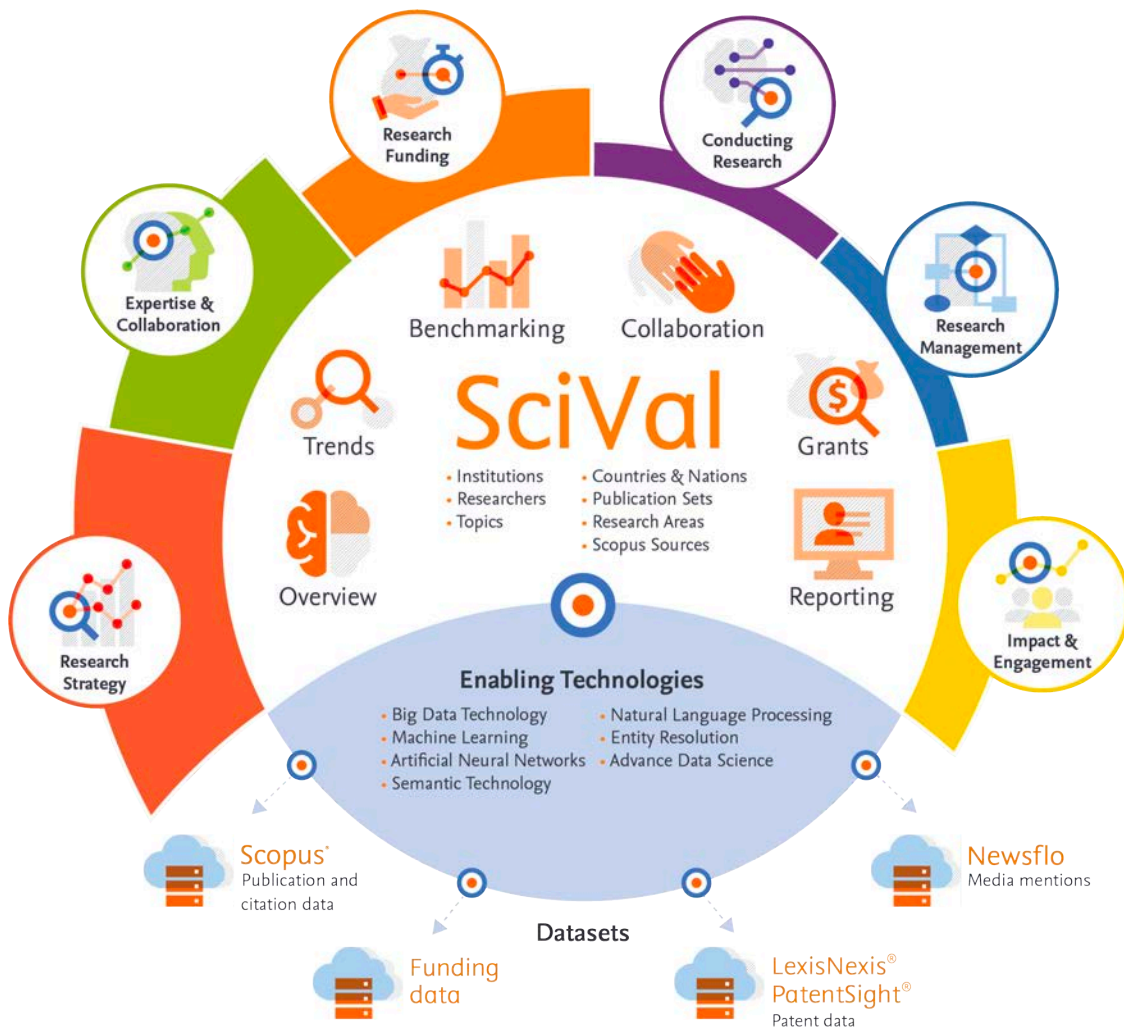 Research
Funding
Conducting
Research
Expertise &
Collaboration
Research
Management
Benchmarking
Collaboration
SciVal
Trends
Grants
• Institutions
• Researchers
• Topics
• Countries & Nations
• Publication Sets
• Research Areas
• Scopus Sources
Overview
Reporting
Research
Strategy
Impact &
Engagement
Enabling Technologies
• Big Data Technology
• Machine Learning
• Artificial Neural Networks
• Semantic Technology
• Natural Language Processing
• Entity Resolution
• Advance Data Science
Scopus®
Publication and
citation data
Newsflo
Media mentions
Datasets
Funding
data
LexisNexis®
PatentSight®
Patent data